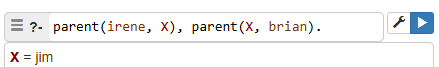 ?- parent(irene, X), parent(X, brian).
X = jim